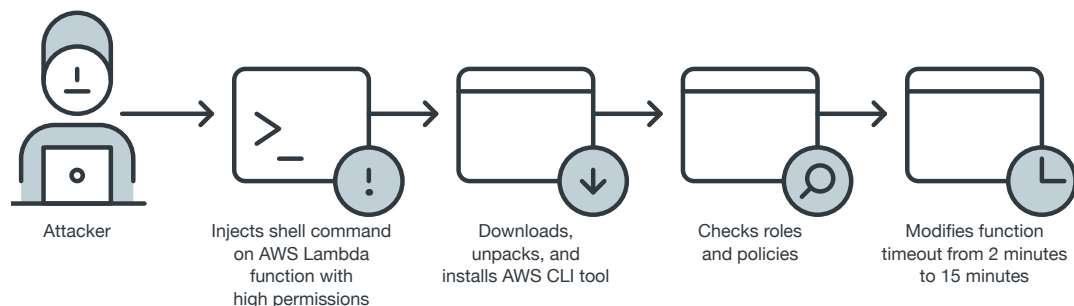 >_
!
Attacker
Injects shell command
on AWS Lambda
function with
high permissions
Downloads,
unpacks, and
installs AWS CLI tool
Checks roles
and policies
Modifies function
timeout from 2 minutes
to 15 minutes